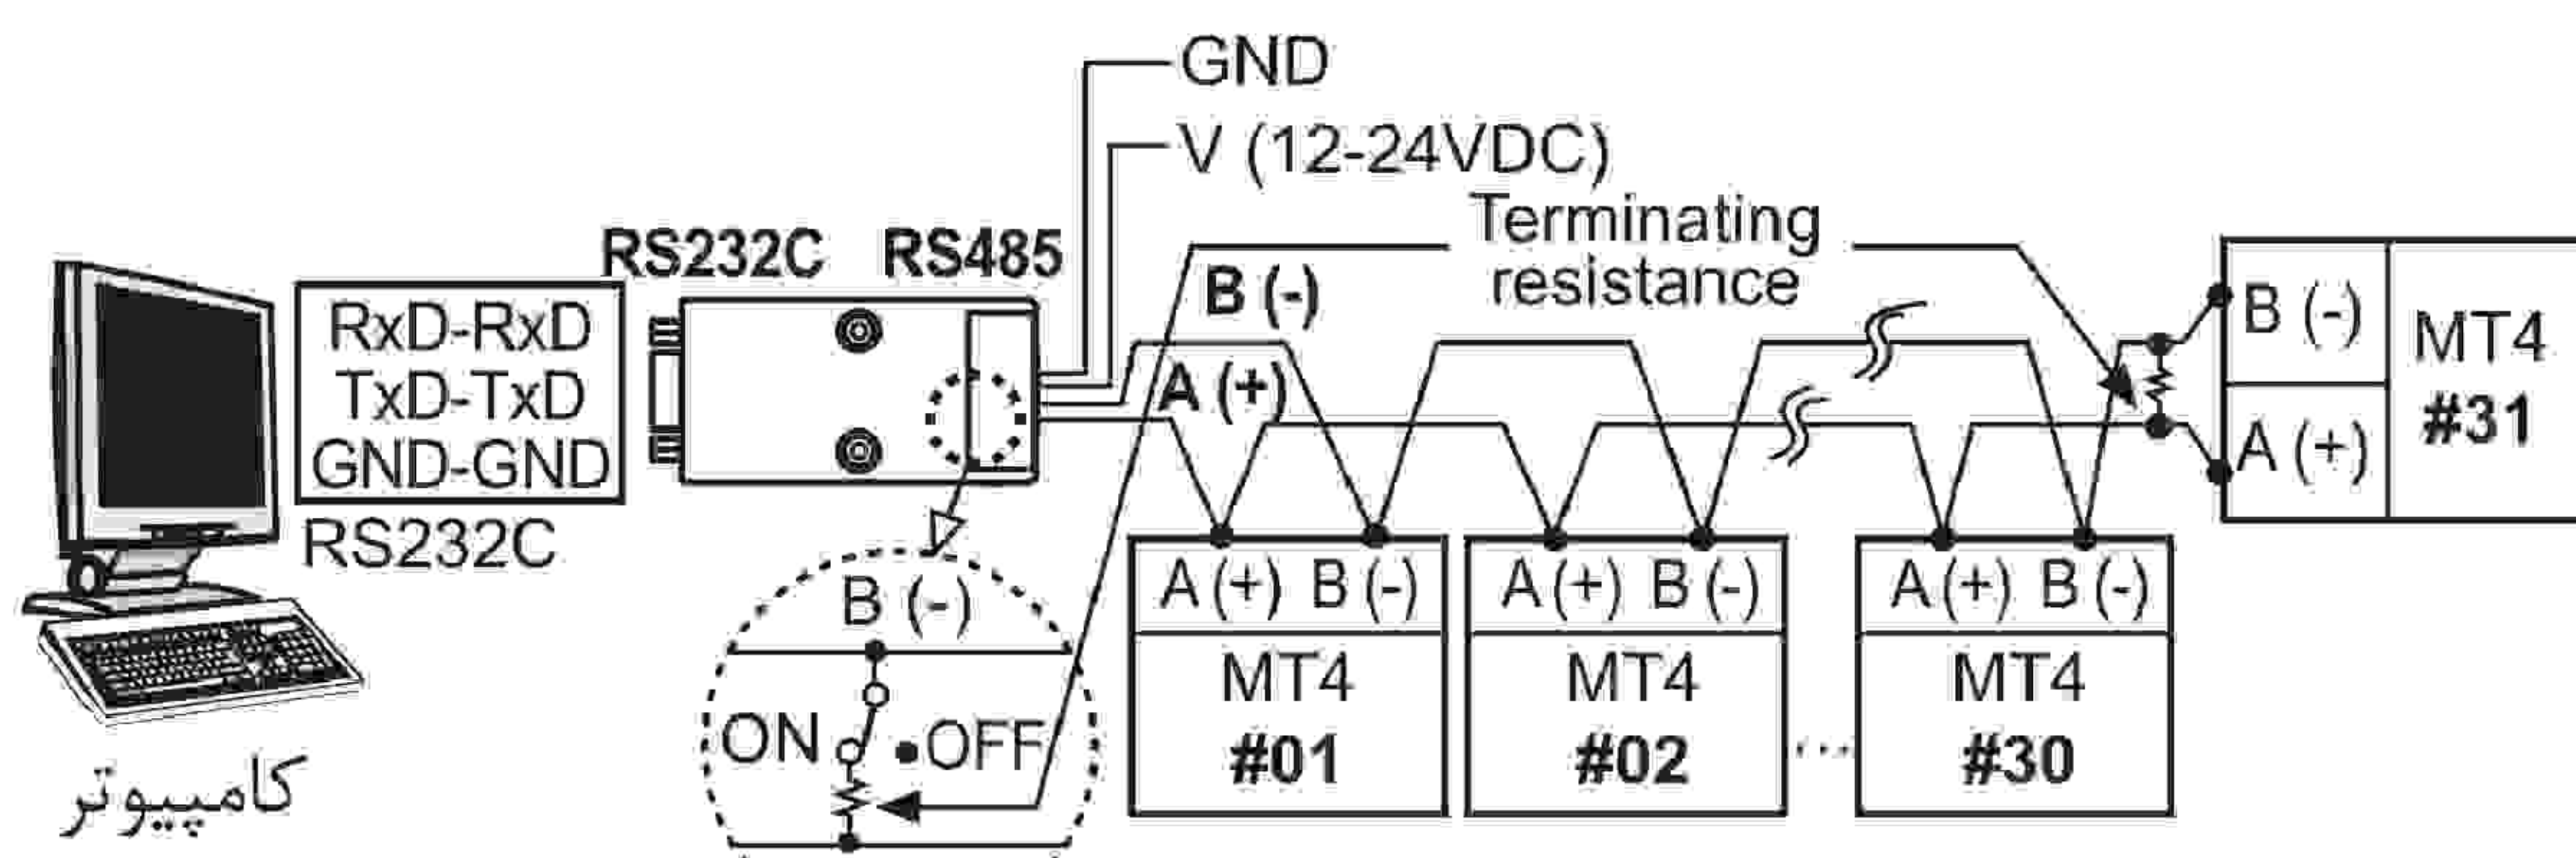 GND
V (12-24VDC)
Terminating
resistance
RS232C RS485
B (-)
A (+)
RxD-RxD
TxD-TxD
GND-GND
RS232C
کامپیوتر
B (-)
ON OFF
A (+) B (-)
MT4
#01
A (+) B (-)
MT4
#02
...
A (+) B (-)
MT4
#30
B (-)
A (+)
MT4
#31